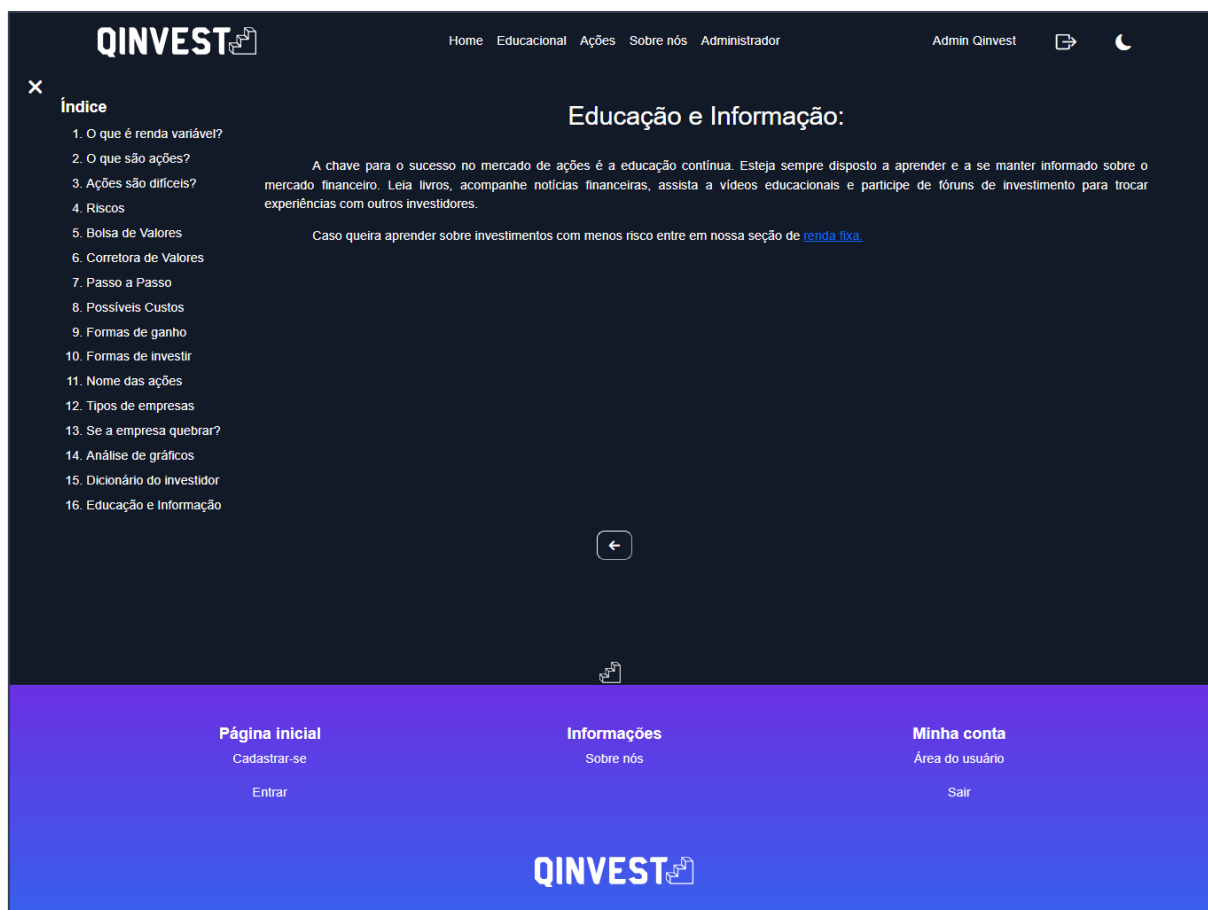 QINVEST
Home Educacional Ações Sobre nós Administrador
Admin Qinvest
Índice
1. O que é renda variável?
2. O que são ações?
3. Ações são difíceis?
4. Riscos
5. Bolsa de Valores
6. Corretora de Valores
7. Passo a Passo
8. Possíveis Custos
9. Formas de ganho
10. Formas de investir
11. Nome das ações
12. Tipos de empresas
13. Se a empresa quebrar?
14. Análise de gráficos
15. Dicionário do investidor
16. Educação e Informação
Educação e Informação:
A chave para o sucesso no mercado de ações é a educação contínua. Esteja sempre disposto a aprender e a se manter informado sobre o
mercado financeiro. Leia livros, acompanhe notícias financeiras, assista a vídeos educacionais e participe de fóruns de investimento para trocar
experiências com outros investidores.
Caso queira aprender sobre investimentos com menos risco entre em nossa seção de renda fixa.
Página inicial
Cadastrar-se
Entrar
Informações
Sobre nós
Minha conta
Área do usuário
Sair
QINVEST